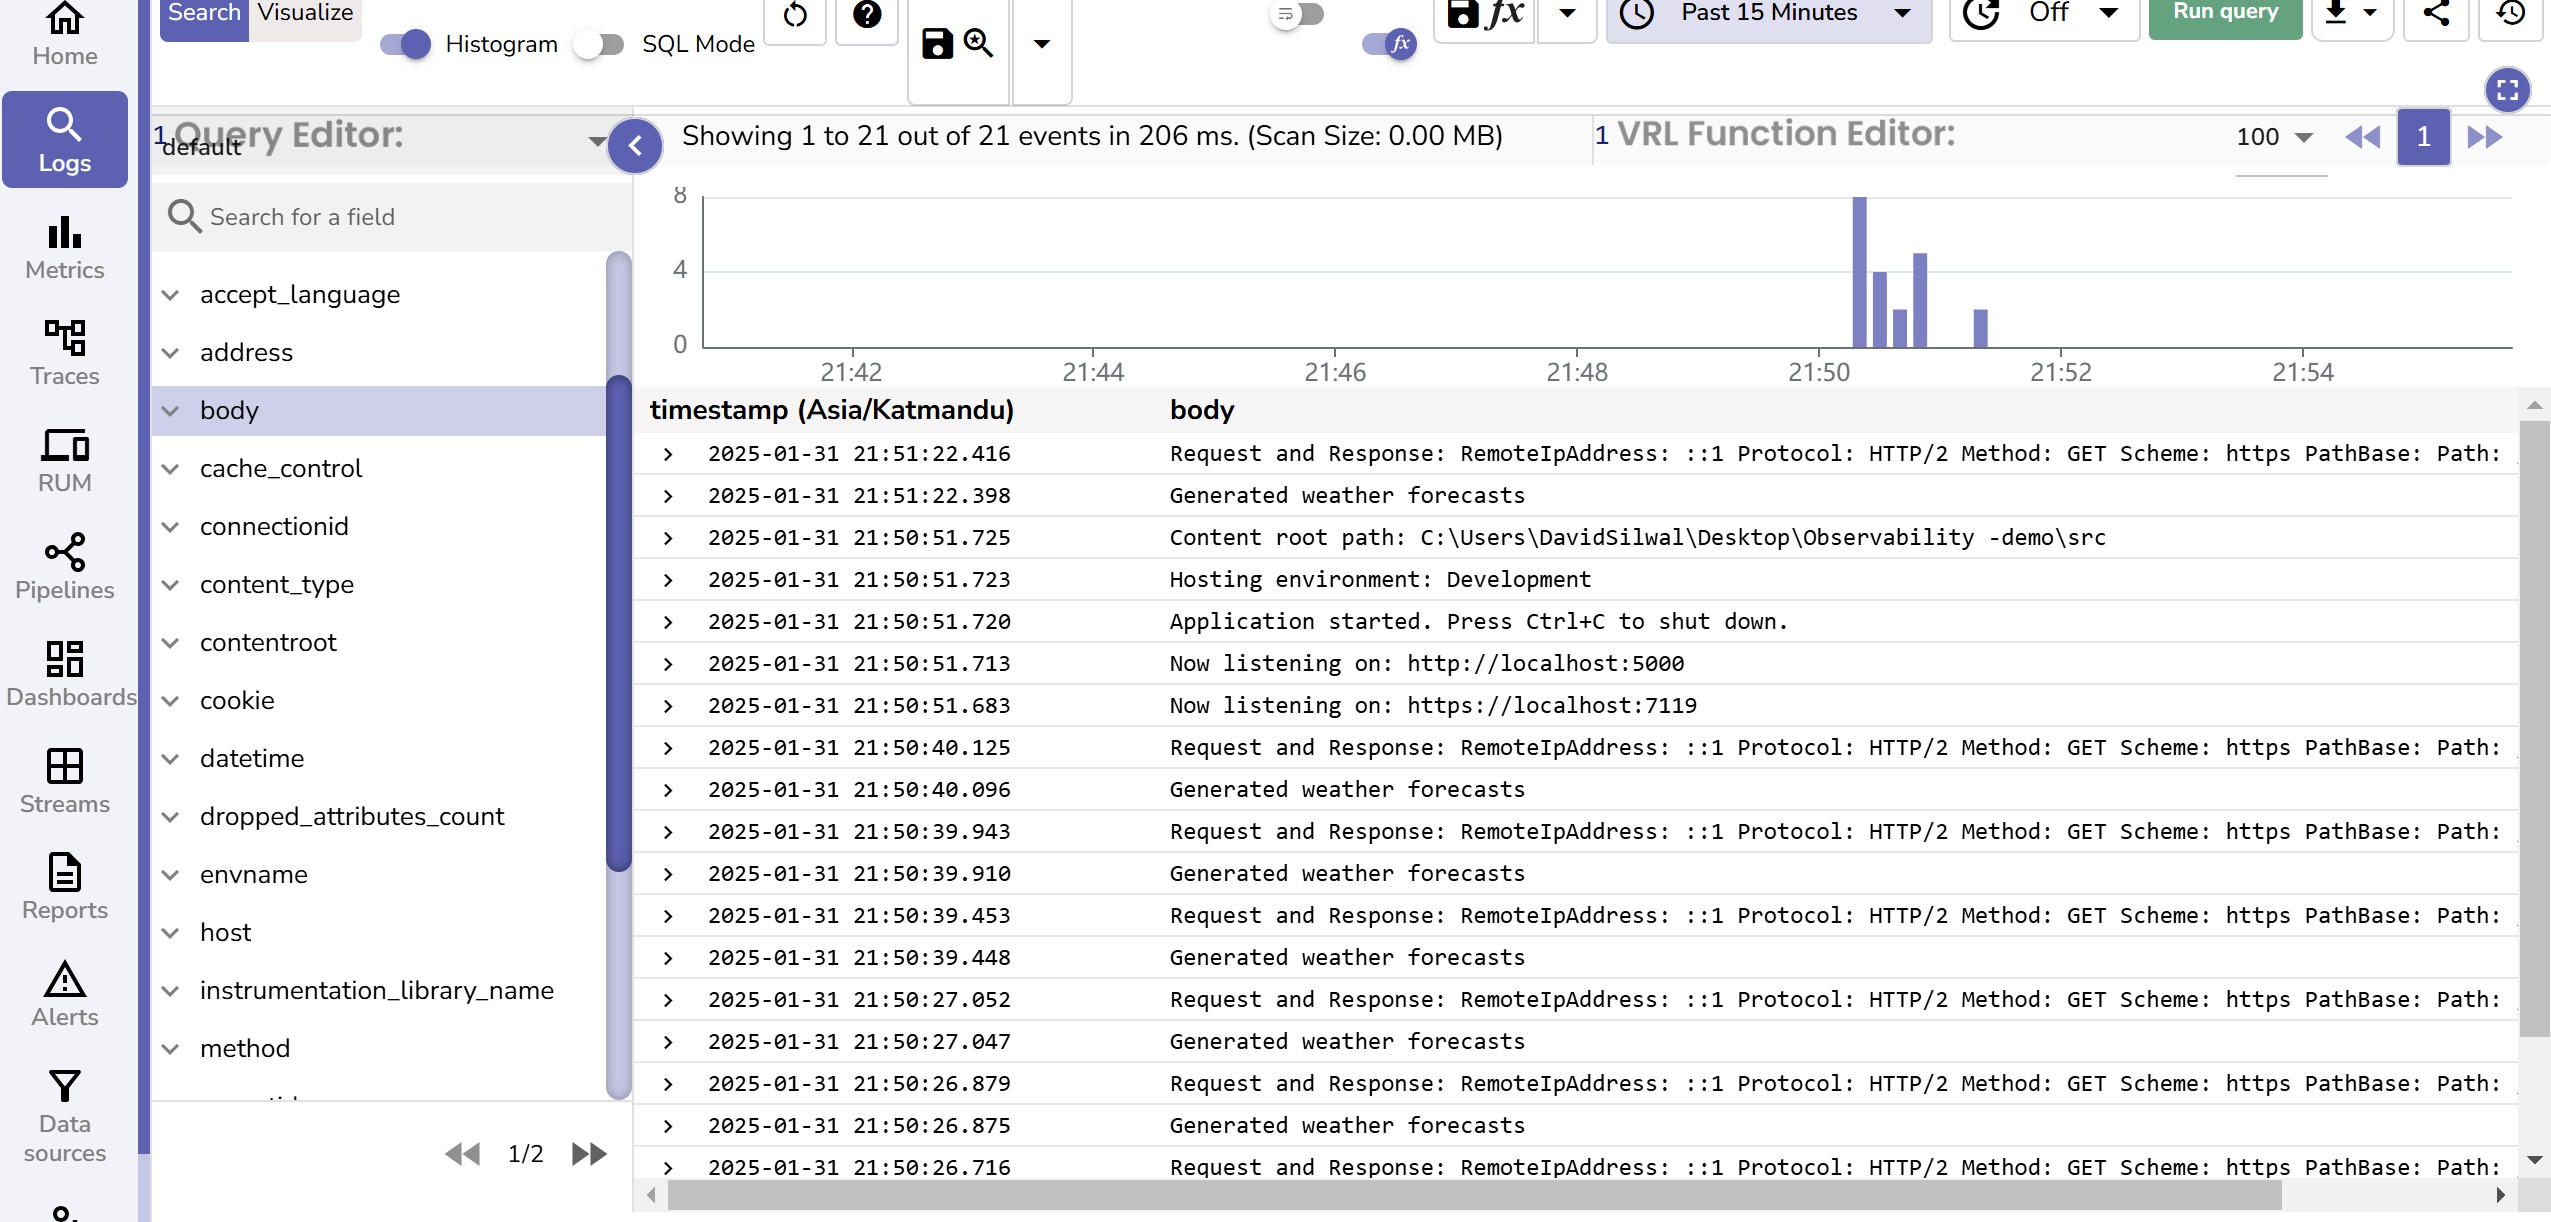 Home
Logs
Metrics
Traces
RUM
Pipelines
Dashboards
Streams
Reports
Alerts
Data
sources
Search Visualize
Histogram SQL Mode
fx
fx
Past 15 Minutes
Off
Run query
1 Query Editor:
default
Showing 1 to 21 out of 21 events in 206 ms. (Scan Size: 0.00 MB)
1 VRL Function Editor:
100
1
Search for a field
accept_language
address
body
cache_control
connectionid
content_type
contentroot
cookie
datetime
dropped_attributes_count
envname
host
instrumentation_library_name
method
1/2
8
4
0
21:42 21:44 21:46 21:48 21:50 21:52 21:54
timestamp (Asia/Katmandu) body
2025-01-31 21:51:22.416 Request and Response: RemoteIpAddress: ::1 Protocol: HTTP/2 Method: GET Scheme: https PathBase: Path:
2025-01-31 21:51:22.398 Generated weather forecasts
2025-01-31 21:50:51.725 Content root path: C:\Users\DavidSilwal\Desktop\Observability -demo\src
2025-01-31 21:50:51.723 Hosting environment: Development
2025-01-31 21:50:51.720 Application started. Press Ctrl+C to shut down.
2025-01-31 21:50:51.713 Now listening on: http://localhost:5000
2025-01-31 21:50:51.683 Now listening on: https://localhost:7119
2025-01-31 21:50:40.125 Request and Response: RemoteIpAddress: ::1 Protocol: HTTP/2 Method: GET Scheme: https PathBase: Path:
2025-01-31 21:50:40.096 Generated weather forecasts
2025-01-31 21:50:39.943 Request and Response: RemoteIpAddress: ::1 Protocol: HTTP/2 Method: GET Scheme: https PathBase: Path:
2025-01-31 21:50:39.910 Generated weather forecasts
2025-01-31 21:50:39.453 Request and Response: RemoteIpAddress: ::1 Protocol: HTTP/2 Method: GET Scheme: https PathBase: Path:
2025-01-31 21:50:39.448 Generated weather forecasts
2025-01-31 21:50:27.052 Request and Response: RemoteIpAddress: ::1 Protocol: HTTP/2 Method: GET Scheme: https PathBase: Path:
2025-01-31 21:50:27.047 Generated weather forecasts
2025-01-31 21:50:26.879 Request and Response: RemoteIpAddress: ::1 Protocol: HTTP/2 Method: GET Scheme: https PathBase: Path:
2025-01-31 21:50:26.875 Generated weather forecasts
2025-01-31 21:50:26.716 Request and Response: RemoteIpAddress: ::1 Protocol: HTTP/2 Method: GET Scheme: https PathBase: Path: